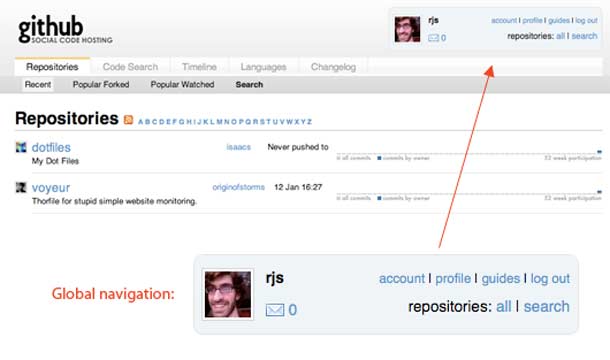 github
SOCIAL CODE HOSTING
rjs
account | profile | guides | log out
0
repositories: all | search
Repositories Code Search Timeline Languages Changelog
Recent Popular Forked Popular Watched Search
Repositories A B C D E F G H I J K L M N O P Q R S T U V W X Y Z
dotfiles isaacs Never pushed to
My Dot Files
all commits commits by owner 52 week participation
voyeur originofstorms 12 Jan 16:27
Thorfile for stupid simple website monitoring.
all commits commits by owner 52 week participation
Global navigation:
rjs
account | profile | guides | log out
0
repositories: all | search